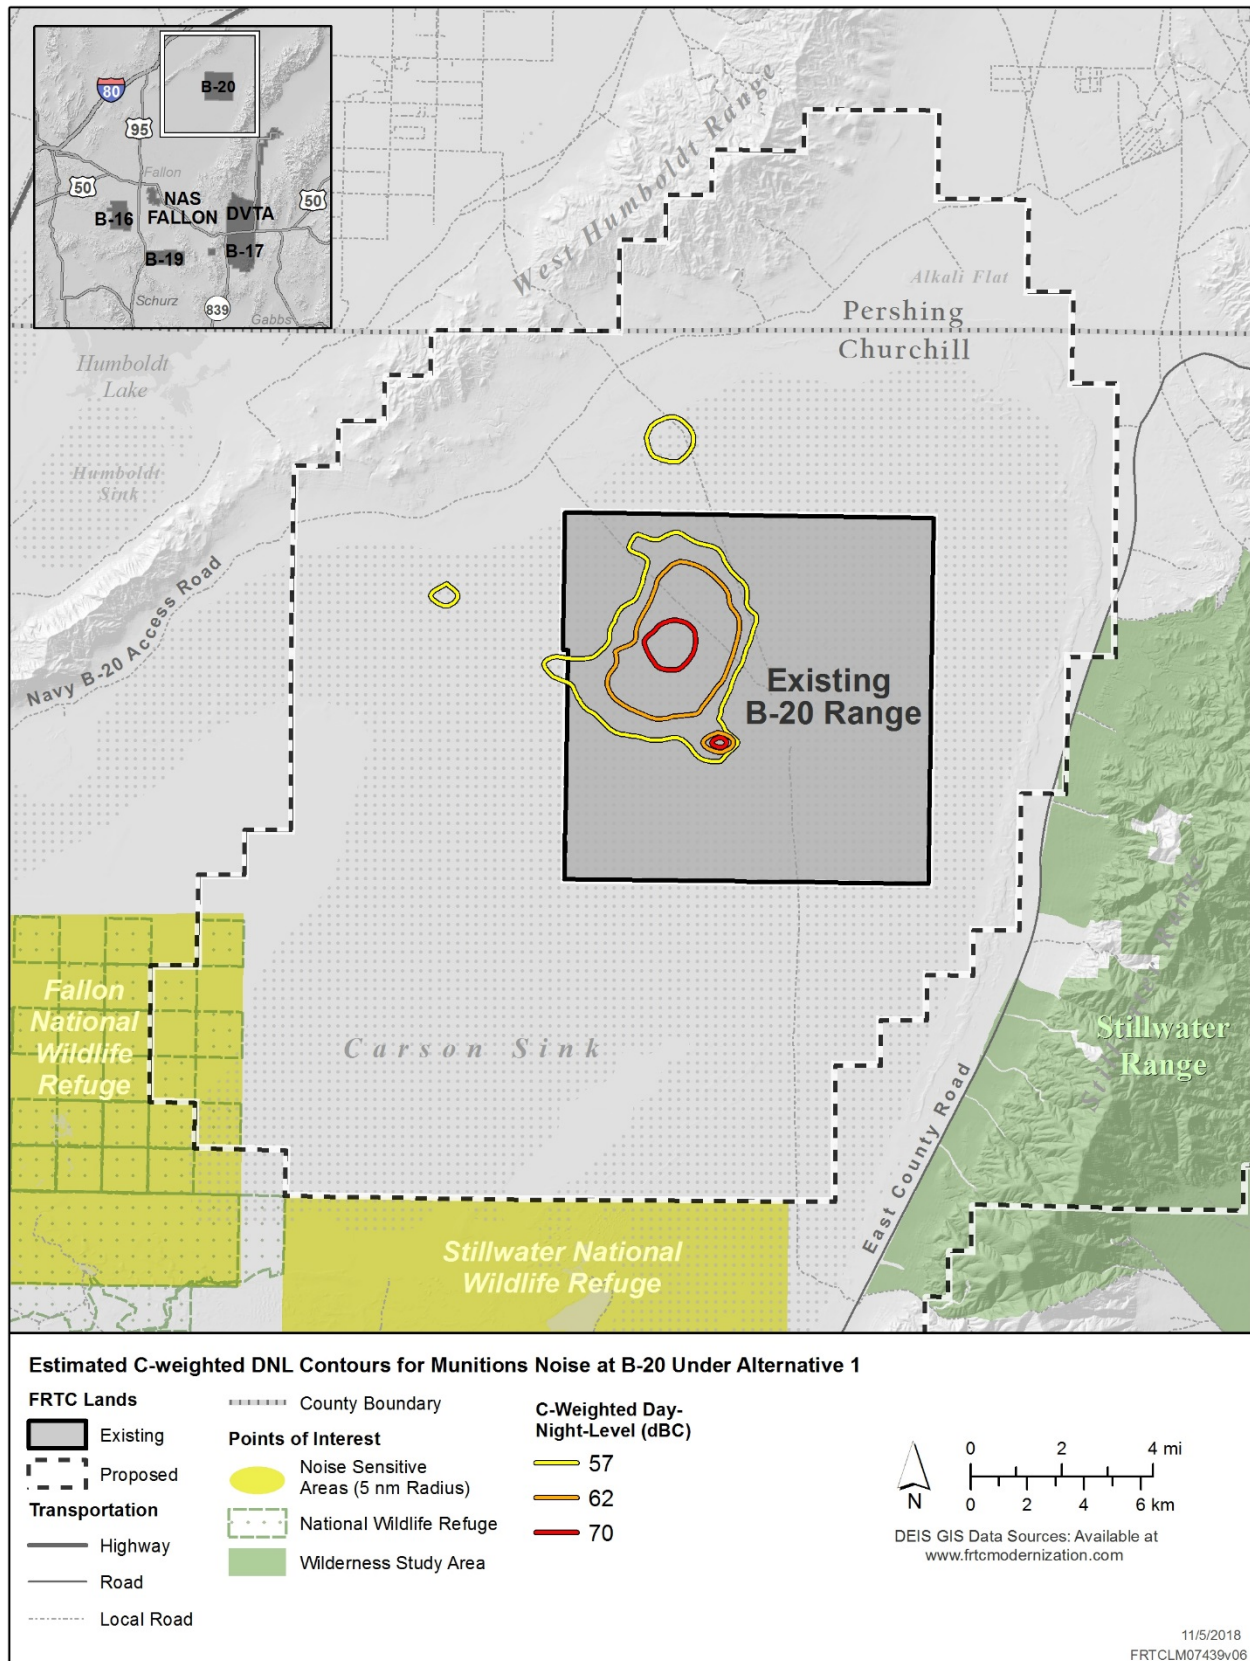 80
B-20
95
Fallon
50
NAS
FALLON
DVTA
50
B-16
B-19
B-17
Schurz
839
Gabbs
West Humboldt Range
Alkali Flat
Pershing
Churchill
Humboldt
Lake
Humboldt
Sink
Navy B-20 Access Road
Existing
B-20 Range
Fallon
National
Wildlife
Refuge
Carson Sink
Stillwater Range
Stillwater
Range
East County Road
Stillwater National
Wildlife Refuge
Estimated C-weighted DNL Contours for Munitions Noise at B-20 Under Alternative 1
FRTC Lands
Existing
Proposed
Transportation
Highway
Road
Local Road
County Boundary
Points of Interest
Noise Sensitive
Areas (5 nm Radius)
National Wildlife Refuge
Wilderness Study Area
C-Weighted Day-
Night-Level (dBC)
57
62
70
N
0 2 4 mi
0 2 4 6 km
DEIS GIS Data Sources: Available at
www.frtcmodernization.com
11/5/2018
FRTCLM07439v06